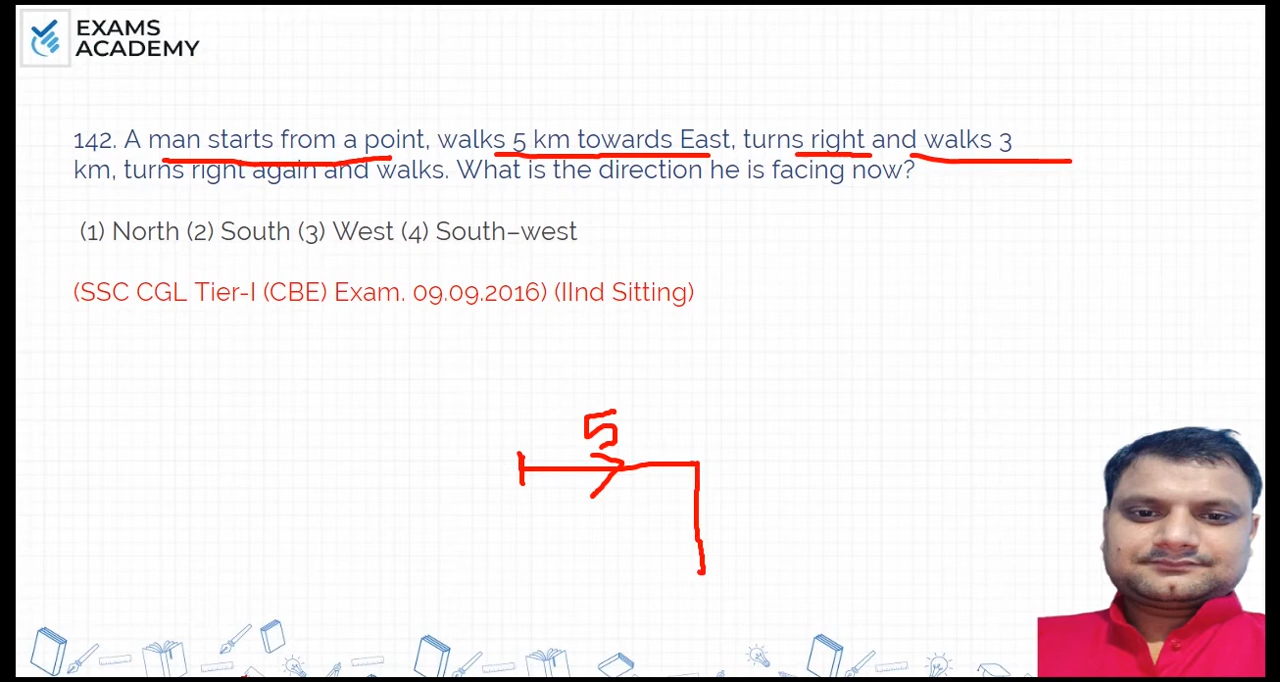 EXAMS
ACADEMY
142. A man starts from a point, walks 5 km towards East, turns right and walks 3
km, turns right again and walks. What is the direction he is facing now?
(1) North (2) South (3) West (4) South–west
(SSC CGL Tier-I (CBE) Exam. 09.09.2016) (IInd Sitting)
5